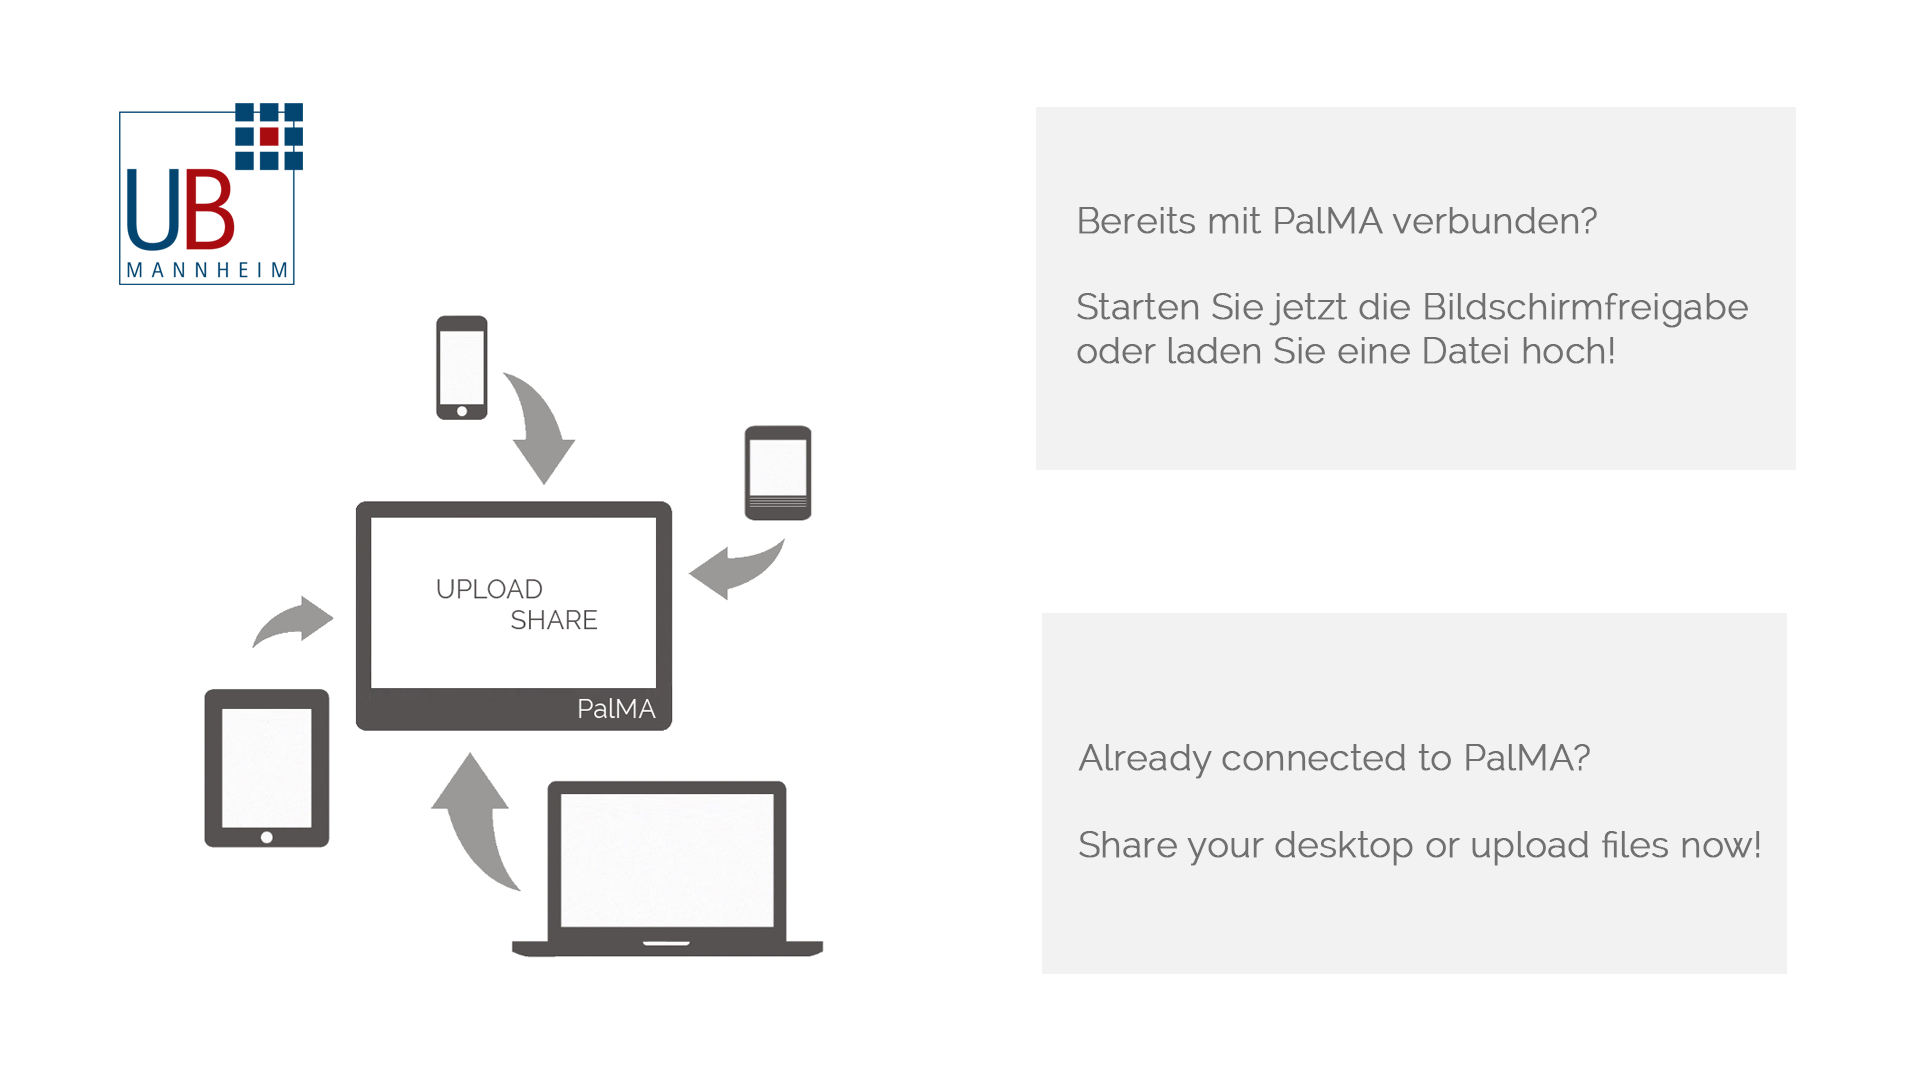 UB
MANNHEIM
UPLOAD
SHARE
PalMA
Bereits mit PalMA verbunden?
Starten Sie jetzt die Bildschirmfreigabe
oder laden Sie eine Datei hoch!
Already connected to PalMA?
Share your desktop or upload files now!